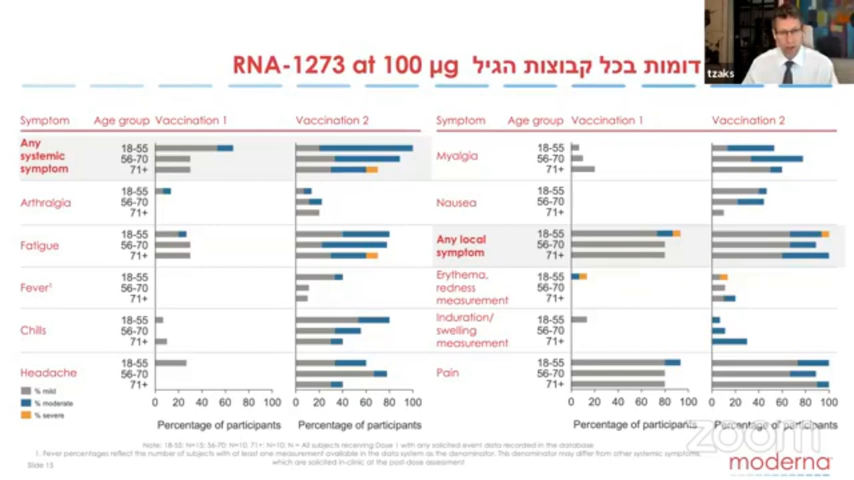 דומות בכל קבוצות הגיל RNA-1273 at 100 µg
tzaks
Symptom Age group Vaccination 1 Vaccination 2
Any systemic symptom
18-55
56-70
71+
Arthralgia
18-55
56-70
71+
Fatigue
18-55
56-70
71+
Fever¹
18-55
56-70
71+
Chills
18-55
56-70
71+
Headache
18-55
56-70
71+
% mild
% moderate
% severe
0 20 40 60 80 100
0 20 40 60 80 100
Percentage of participants Percentage of participants
Symptom Age group Vaccination 1 Vaccination 2
Myalgia
18-55
56-70
71+
Nausea
18-55
56-70
71+
Any local symptom
18-55
56-70
71+
Erythema, redness measurement
18-55
56-70
71+
Induration/ swelling measurement
18-55
56-70
71+
Pain
18-55
56-70
71+
0 20 40 60 80 100
0 20 40 60 80 100
Percentage of participants Percentage of participants
Note: 18-55: N=15; 56-70: N=10, 71+: N=10. N = All subjects receiving Dose 1 with any solicited event data recorded in the database.
1. Fever percentages reflect the number of subjects with at least one measurement available in the data system as the denominator. This denominator may differ from other systemic symptoms,
which are solicited in-clinic at the post-dose assessment
Slide 15
zoom
moderna